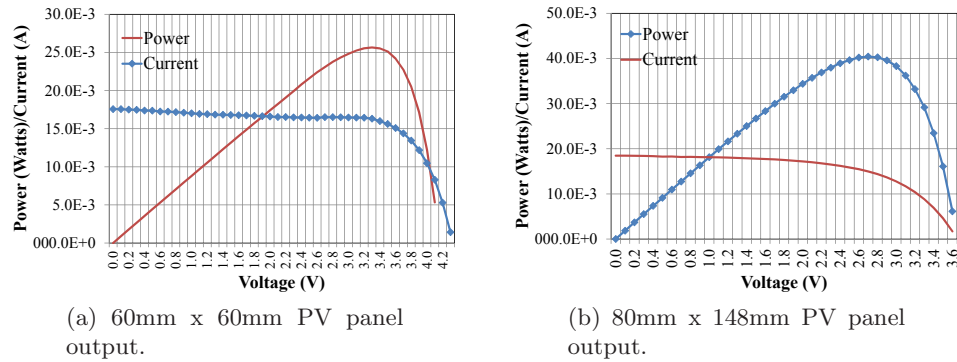 30.0E-3
25.0E-3
20.0E-3
15.0E-3
10.0E-3
5.0E-3
000.0E+0
Power (Watts)/Current (A)
Power
Current
0.0 0.2 0.4 0.6 0.8 1.0 1.2 1.4 1.6 1.8 2.0 2.2 2.4 2.6 2.8 3.0 3.2 3.4 3.6 3.8 4.0 4.2
Voltage (V)
(a) 60mm x 60mm PV panel
output.
50.0E-3
40.0E-3
30.0E-3
20.0E-3
10.0E-3
000.0E+0
Power (Watts)/Current (A)
Power
Current
0.0 0.2 0.4 0.6 0.8 1.0 1.2 1.4 1.6 1.8 2.0 2.2 2.4 2.6 2.8 3.0 3.2 3.4 3.6
Voltage (V)
(b) 80mm x 148mm PV panel
output.